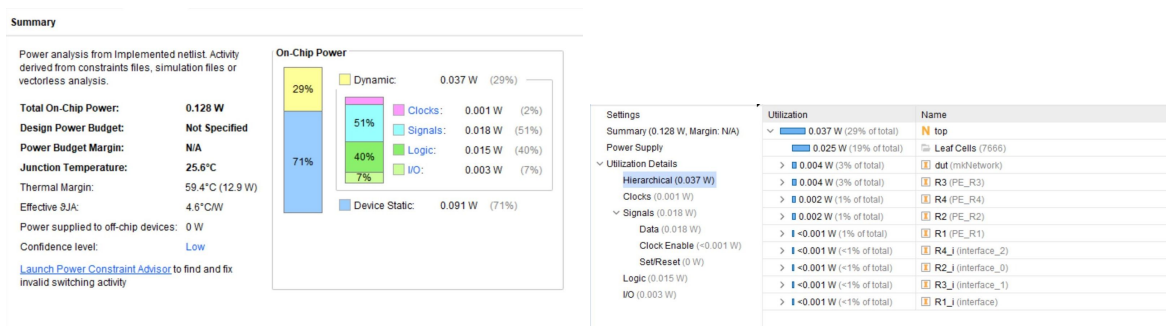 Summary
Power analysis from Implemented netlist. Activity
derived from constraints files, simulation files or
vectorless analysis.
Total On-Chip Power: 0.128 W
Design Power Budget: Not Specified
Power Budget Margin: N/A
Junction Temperature: 25.6°C
Thermal Margin: 59.4°C (12.9 W)
Effective ϑJA: 4.6°C/W
Power supplied to off-chip devices: 0 W
Confidence level: Low
Launch Power Constraint Advisor to find and fix
invalid switching activity
On-Chip Power
29%
71%
Dynamic: 0.037 W (29%)
51%
40%
7%
Clocks: 0.001 W (2%)
Signals: 0.018 W (51%)
Logic: 0.015 W (40%)
I/O: 0.003 W (7%)
Device Static: 0.091 W (71%)
Settings
Summary (0.128 W, Margin: N/A)
Power Supply
Utilization Details
Hierarchical (0.037 W)
Clocks (0.001 W)
Signals (0.018 W)
Data (0.018 W)
Clock Enable (<0.001 W)
Set/Reset (0 W)
Logic (0.015 W)
I/O (0.003 W)
Utilization Name
0.037 W (29% of total) N top
0.025 W (19% of total) Leaf Cells (7666)
0.004 W (3% of total) dut (mkNetwork)
0.004 W (3% of total) R3 (PE_R3)
0.002 W (1% of total) R4 (PE_R4)
0.002 W (1% of total) R2 (PE_R2)
<0.001 W (1% of total) R1 (PE_R1)
<0.001 W (<1% of total) R4_i (interface_2)
<0.001 W (<1% of total) R2_i (interface_0)
<0.001 W (<1% of total) R3_i (interface_1)
<0.001 W (<1% of total) R1_i (interface)